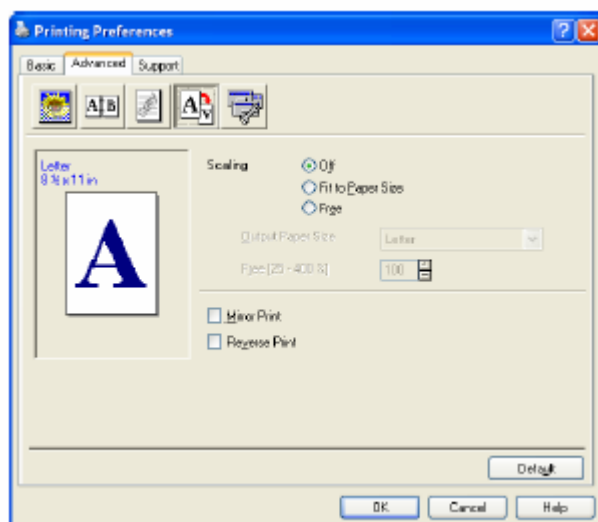 Printing Preferences
Basic Advanced Support
A B A
Letter
8 ½ x 11 in
A
Scaling Off
Fit to Paper Size
Free
Output Paper Size Letter
Free [25 - 400 %] 100
Mirror Print
Reverse Print
Default
OK Cancel Help